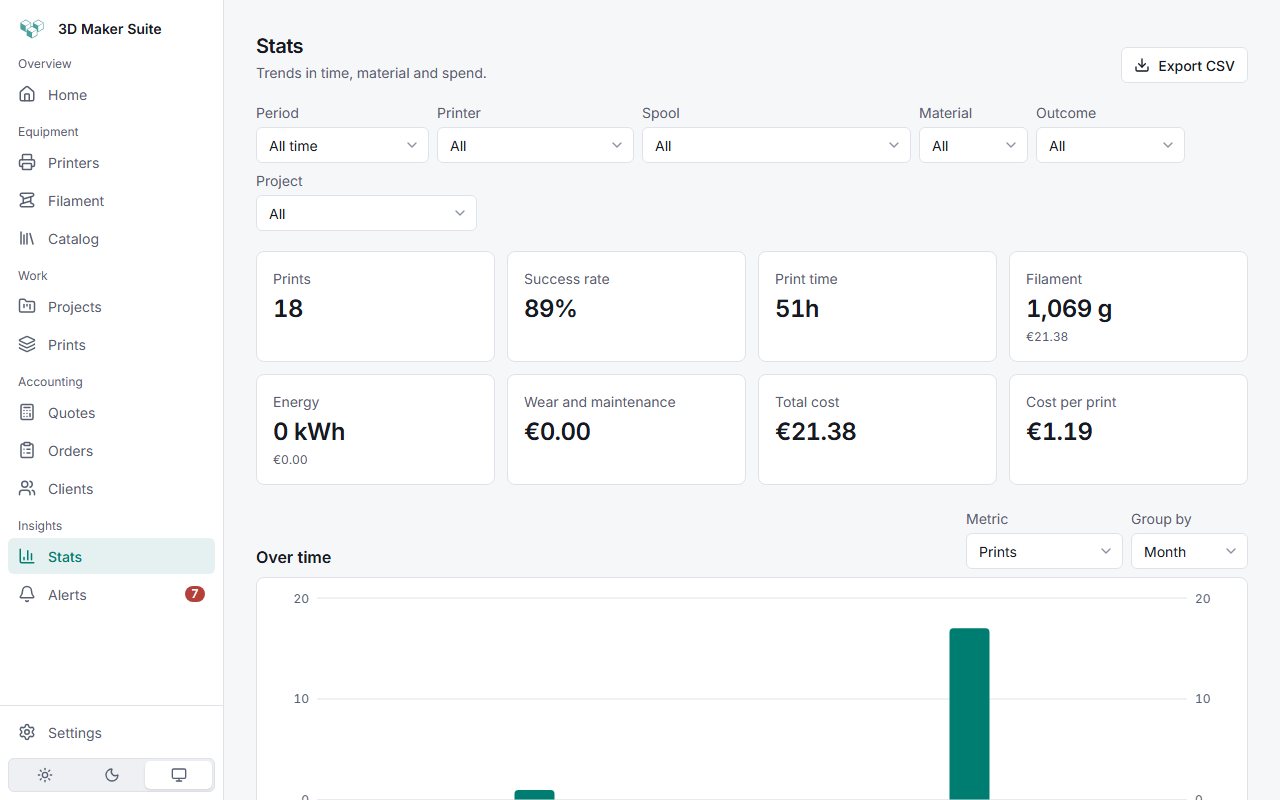 3D Maker Suite
Overview
Home
Equipment
Printers
Filament
Catalog
Work
Projects
Prints
Accounting
Quotes
Orders
Clients
Insights
Stats
Alerts 7
Settings
Stats
Trends in time, material and spend.
Export CSV
Period Printer Spool Material Outcome
All time All All All All
Project
All
Prints Success rate Print time Filament
18 89% 51h 1,069 g
€21.38
Energy Wear and maintenance Total cost Cost per print
0 kWh €0.00 €21.38 €1.19
€0.00
Metric Group by
Over time Prints Month
20 20
10 10
0 0